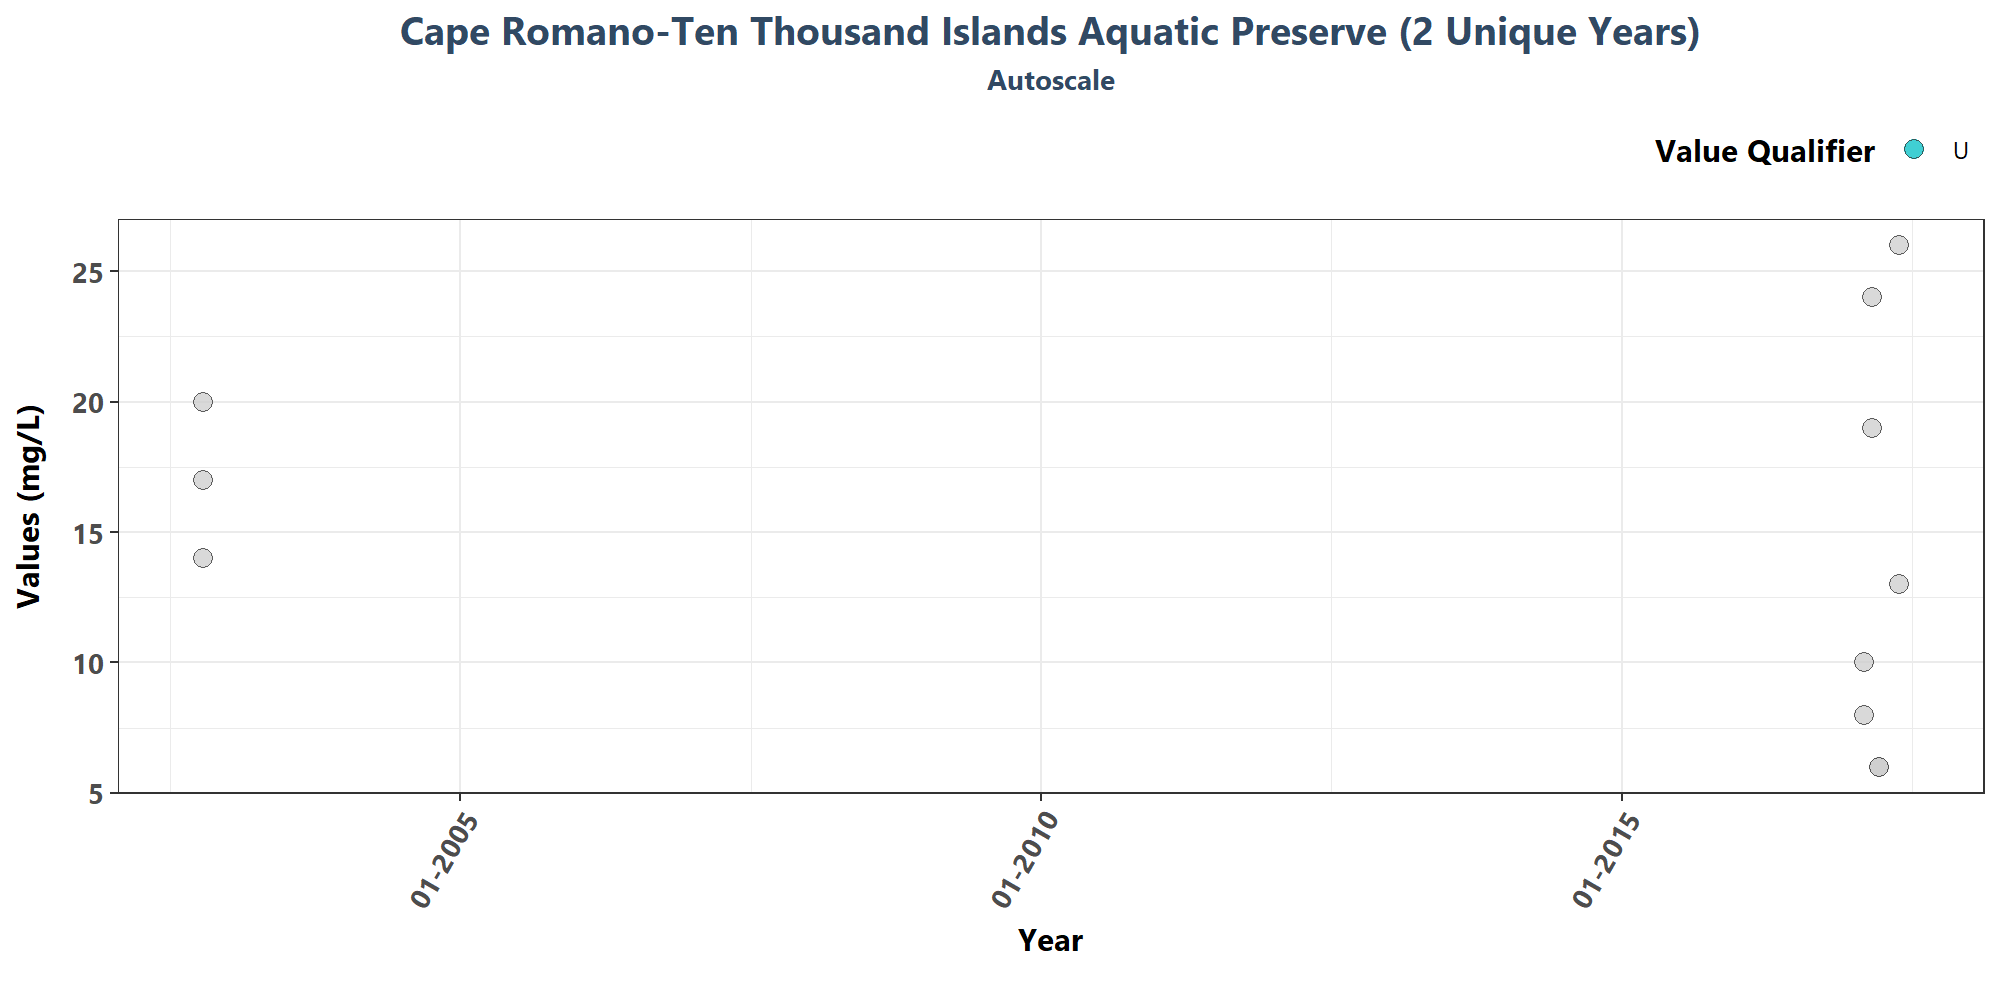 Cape Romano-Ten Thousand Islands Aquatic Preserve (2 Unique Years)
Autoscale
Value Qualifier U
Values (mg/L)
25
20
15
10
5
01-2005
01-2010
01-2015
Year